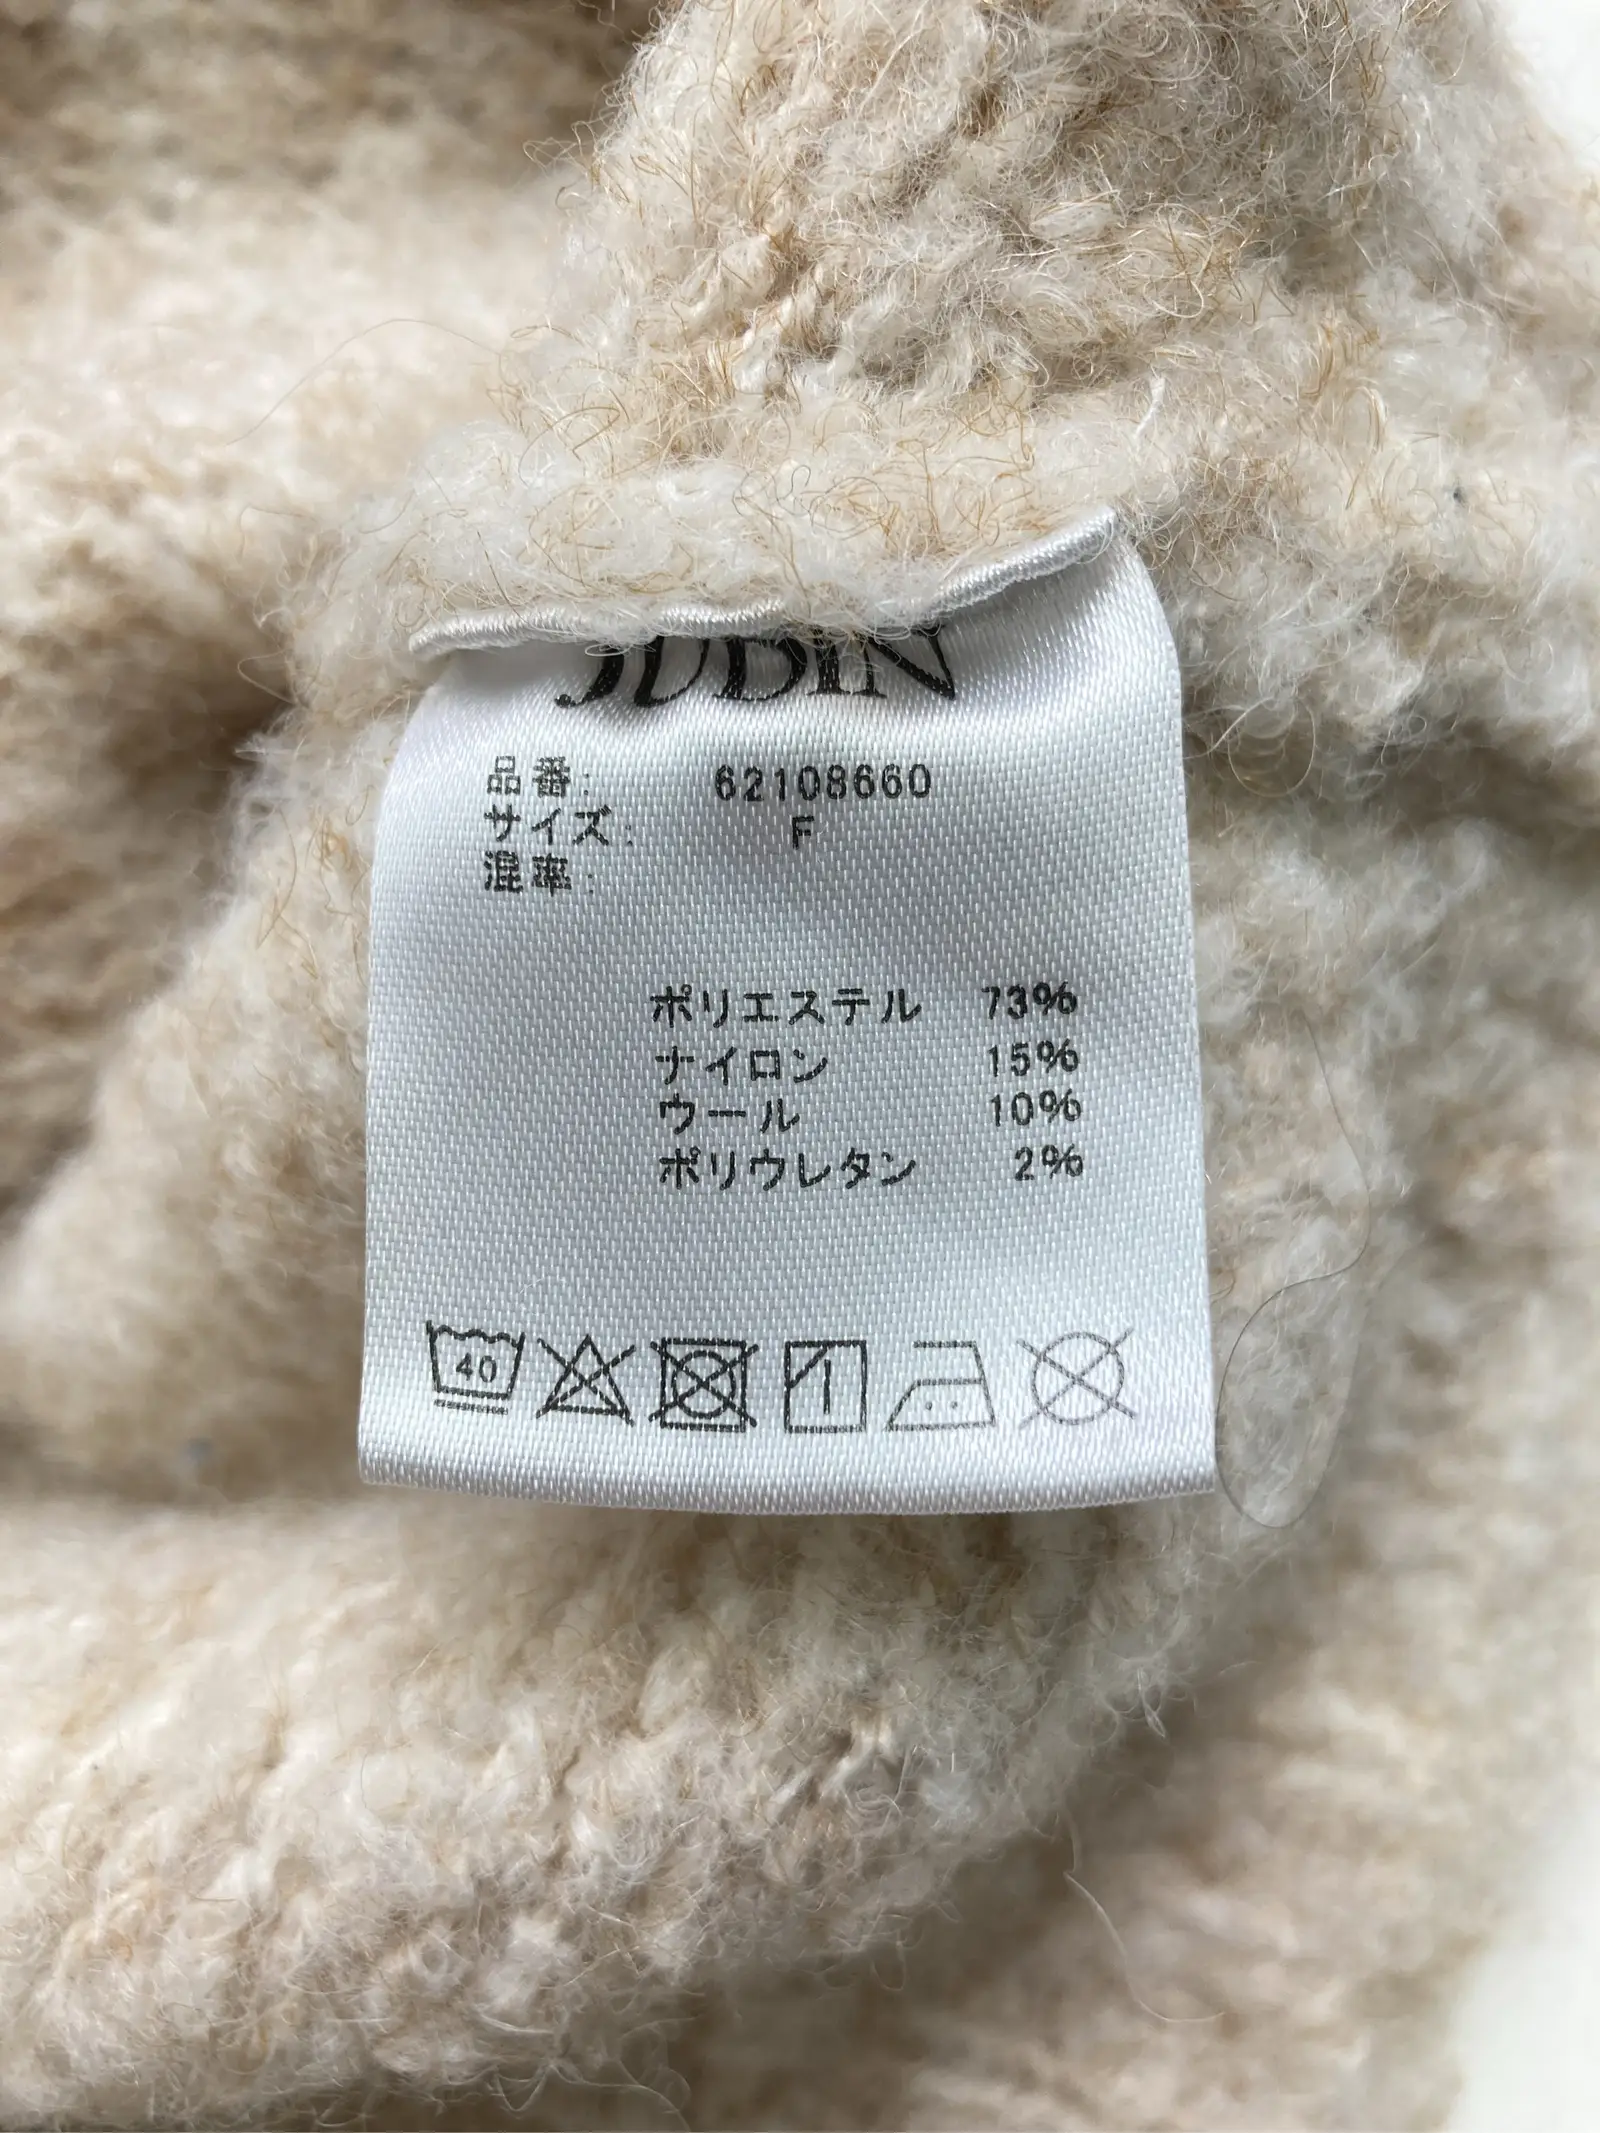 JUBIN
品番: 62108660
サイズ: F
混率:
ポリエステル 73%
ナイロン 15%
ウール 10%
ポリウレタン 2%
40